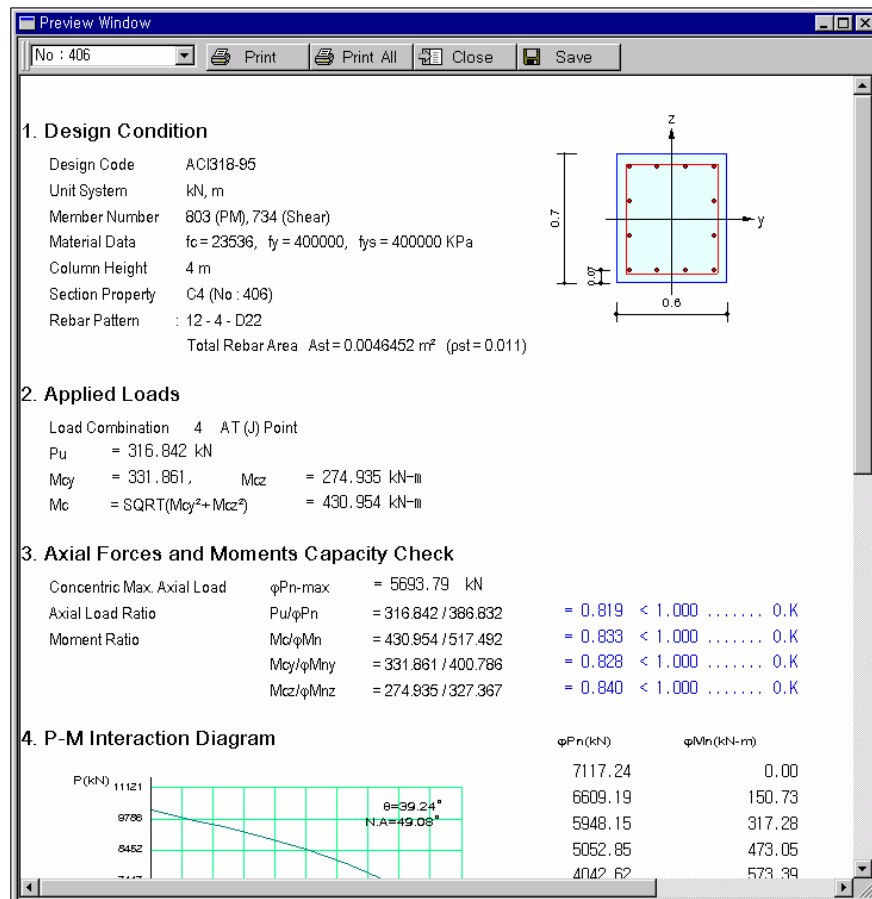 Preview Window
No : 406 Print Print All Close Save
1. Design Condition
Design Code ACI318-95
Unit System kN, m
Member Number 803 (PM), 734 (Shear)
Material Data fc = 23536, fy = 400000, fys = 400000 KPa
Column Height 4 m
Section Property C4 (No : 406)
Rebar Pattern : 12 - 4 - D22
Total Rebar Area Ast = 0.0046452 m² (ρst = 0.011)
z
y
0.7
0.07
0.6
2. Applied Loads
Load Combination 4 AT (J) Point
Pu = 316.842 kN
Mcy = 331.861, Mcz = 274.935 kN-m
Mc = SQRT(Mcy²+Mcz²) = 430.954 kN-m
3. Axial Forces and Moments Capacity Check
Concentric Max. Axial Load φPn-max = 5693.79 kN
Axial Load Ratio Pu/φPn = 316.842 / 386.832 = 0.819 < 1.000 ....... O.K
Moment Ratio Mc/φMn = 430.954 / 517.492 = 0.833 < 1.000 ....... O.K
Mcy/φMny = 331.861 / 400.786 = 0.828 < 1.000 ....... O.K
Mcz/φMnz = 274.935 / 327.367 = 0.840 < 1.000 ....... O.K
4. P-M Interaction Diagram
P(kN)
11121
9786
8452
θ=39.24°
N.A=49.08°
φPn(kN) φMn(kN-m)
7117.24 0.00
6609.19 150.73
5948.15 317.28
5052.85 473.05
4042.62 573.39